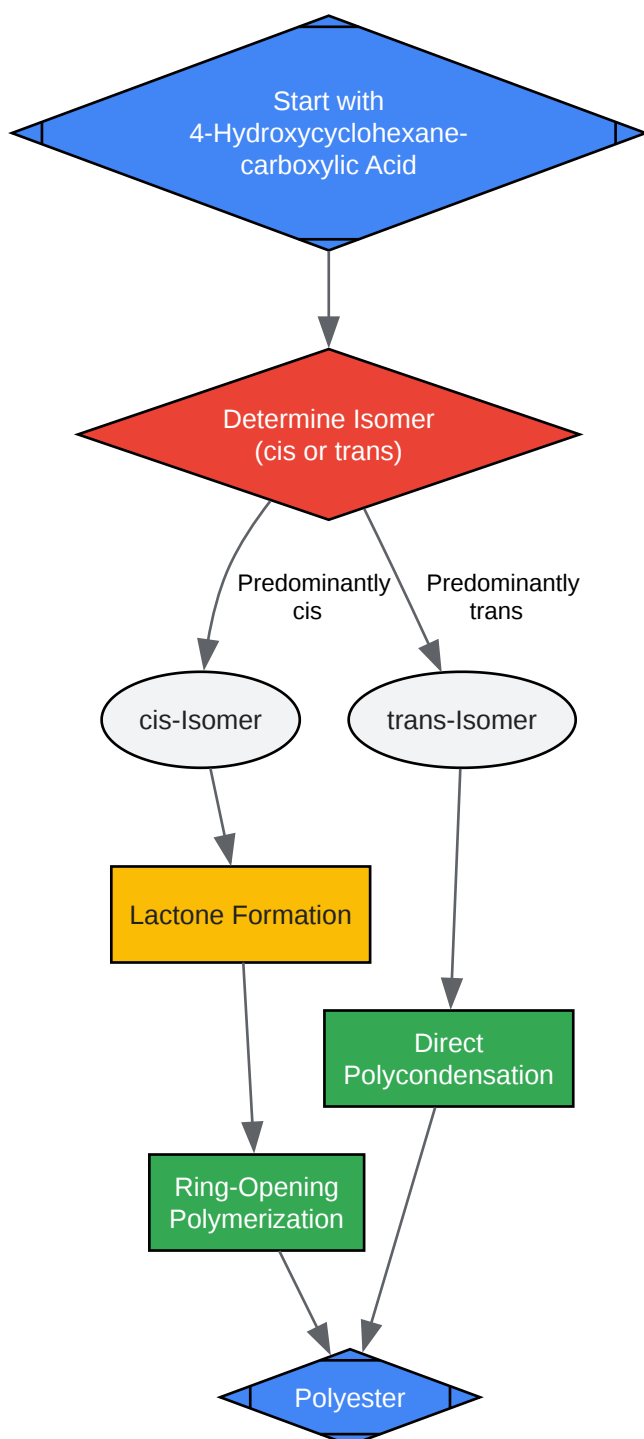 Start with
4-Hydroxycyclohexane-
carboxylic Acid
Determine Isomer
(cis or trans)
Predominantly
cis
Predominantly
trans
cis-Isomer
trans-Isomer
Lactone Formation
Direct
Polycondensation
Ring-Opening
Polymerization
Polyester